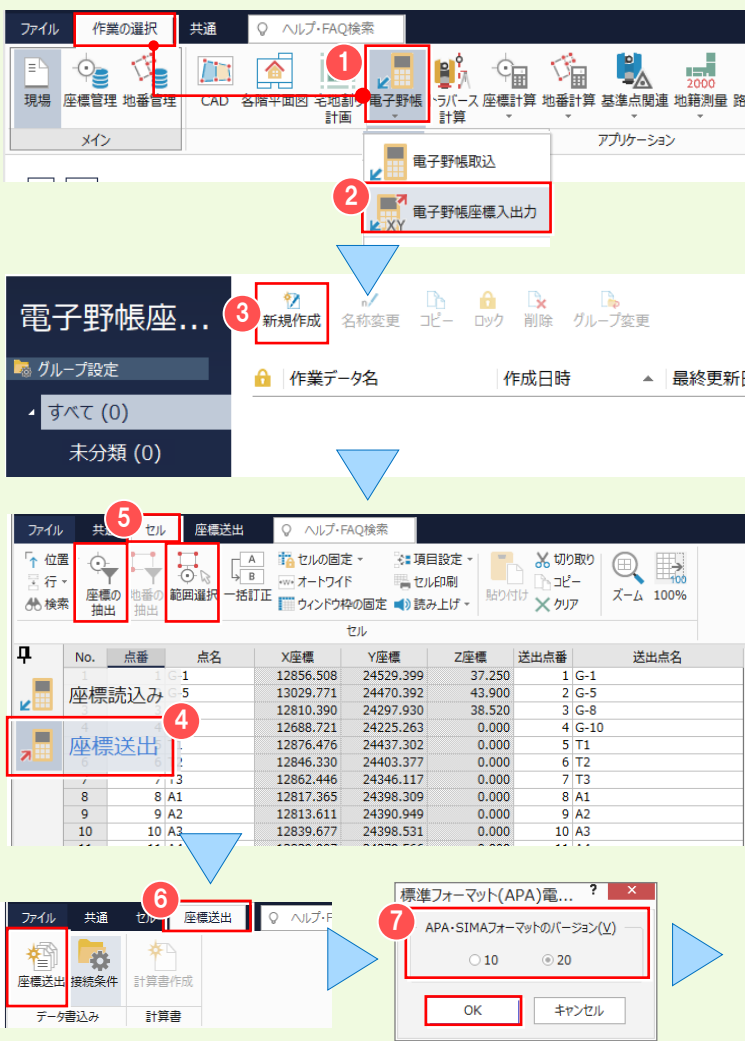 ファイル 作業の選択 共通 ヘルプ・FAQ検索
1
現場 座標管理 地番管理 CAD 各階平面図 宅地割り計画 電子野帳 トラバース計算 座標計算 地番計算 基準点関連 2000 地籍測量 路
メイン アプリケーション
電子野帳取込
2
XY 電子野帳座標入出力
電子野帳座...
3 新規作成 名称変更 コピー ロック 削除 グループ変更
グループ設定
作業データ名 作成日時 最終更新日
すべて (0)
未分類 (0)
5
ファイル 共 セル 座標送出 ヘルプ・FAQ検索
位置 セルの固定 項目設定 切り取り
行 座標の抽出 地番の抽出 範囲選択 A B 一括訂正 オートワイド セル印刷 貼り付け コピー ズーム 100 100%
検索 ウィンドウ枠の固定 読み上げ クリア
セル
No. 点番 点名 X座標 Y座標 Z座標 送出点番 送出点名
1 1 G-1 12856.508 24529.399 37.250 1 G-1
座標読込み -5 13029.771 24470.392 43.900 2 G-5
4 12810.390 24297.930 38.520 3 G-8
座標送出 12688.721 24225.263 0.000 4 G-10
12876.476 24437.302 0.000 5 T1
6 12846.330 24403.377 0.000 6 T2
7 7 T3 12862.446 24346.117 0.000 7 T3
8 8 A1 12817.365 24398.309 0.000 8 A1
9 9 A2 12813.611 24390.949 0.000 9 A2
10 10 A3 12839.677 24398.531 0.000 10 A3
6
ファイル 共通 セル 座標送出 ヘルプ・F
座標送出 接続条件 計算書作成
データ書込み 計算書
標準フォーマット(APA)電... ? ×
7 APA・SIMAフォーマットのバージョン(V)
10 20
OK キャンセル